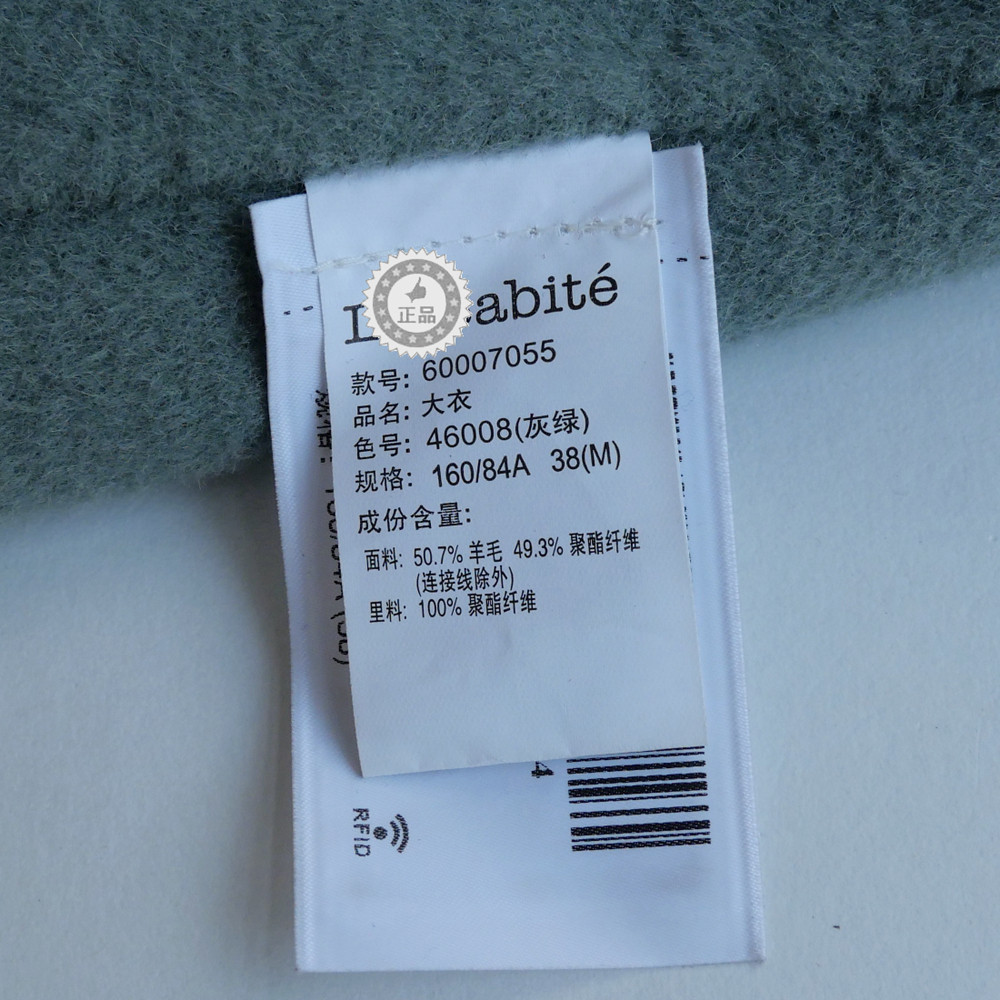 正品
款号: 60007055
品名: 大衣
色号: 46008(灰绿)
规格: 160/84A 38(M)
成份含量:
面料: 50.7% 羊毛 49.3% 聚酯纤维
(连接线除外)
里料: 100% 聚酯纤维
RFID